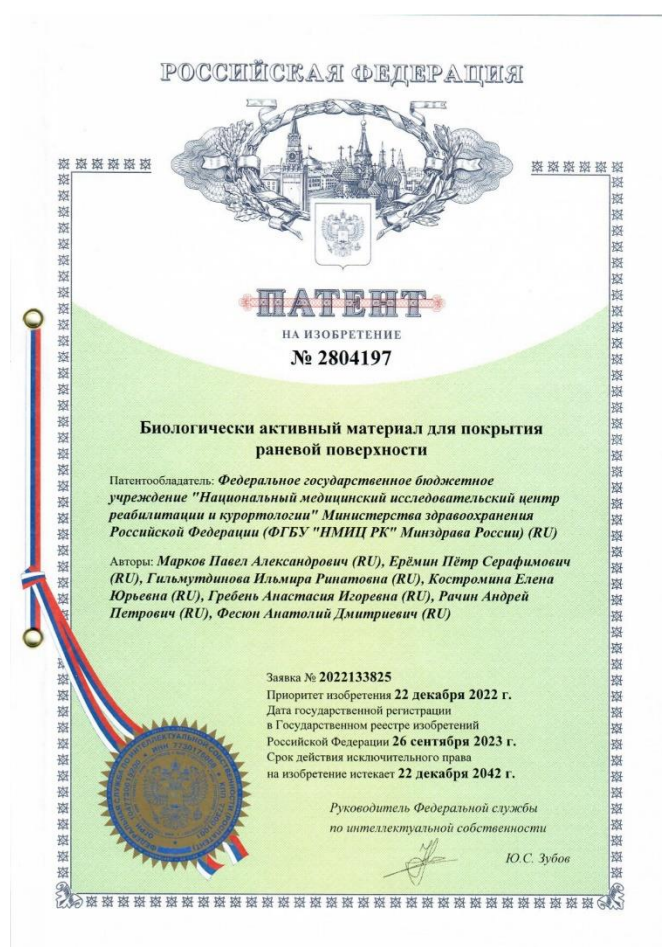 РОССИЙСКАЯ ФЕДЕРАЦИЯ
ПАТЕНТ
НА ИЗОБРЕТЕНИЕ
№ 2804197
Биологически активный материал для покрытия
раневой поверхности
Патентообладатель: Федеральное государственное бюджетное
учреждение "Национальный медицинский исследовательский центр
реабилитации и курортологии" Министерства здравоохранения
Российской Федерации (ФГБУ "НМИЦ РК" Минздрава России) (RU)
Авторы: Марков Павел Александрович (RU), Ерёмин Пётр Серафимович
(RU), Гильмутдинова Ильмира Ринатовна (RU), Костромина Елена
Юрьевна (RU), Гребень Анастасия Игоревна (RU), Рачин Андрей
Петрович (RU), Фесюн Анатолий Дмитриевич (RU)
Заявка № 2022133825
Приоритет изобретения 22 декабря 2022 г.
Дата государственной регистрации
в Государственном реестре изобретений
Российской Федерации 26 сентября 2023 г.
Срок действия исключительного права
на изобретение истекает 22 декабря 2042 г.
Руководитель Федеральной службы
по интеллектуальной собственности
Ю.С. Зубов